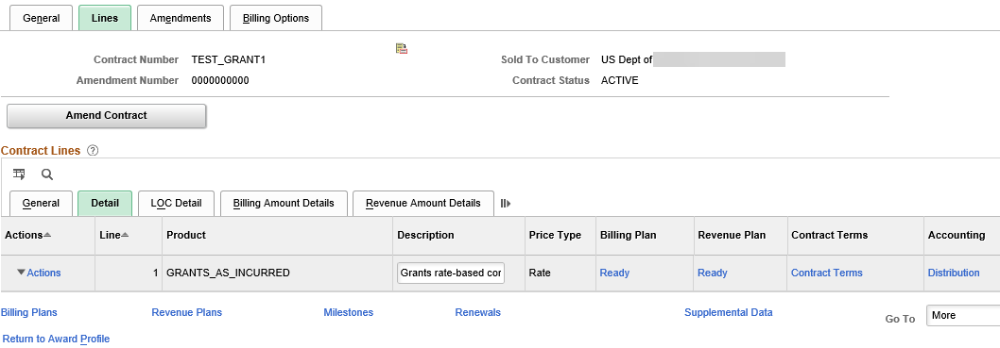 General Lines Amendments Billing Options
Contract Number TEST_GRANT1 Sold To Customer US Dept of
Amendment Number 0000000000 Contract Status ACTIVE
Amend Contract
Contract Lines ?
General Detail LOC Detail Billing Amount Details Revenue Amount Details
Actions Line Product Description Price Type Billing Plan Revenue Plan Contract Terms Accounting
Actions 1 GRANTS_AS_INCURRED Grants rate-based cor Rate Ready Ready Contract Terms Distribution
Billing Plans Revenue Plans Milestones Renewals Supplemental Data Go To More
Return to Award Profile